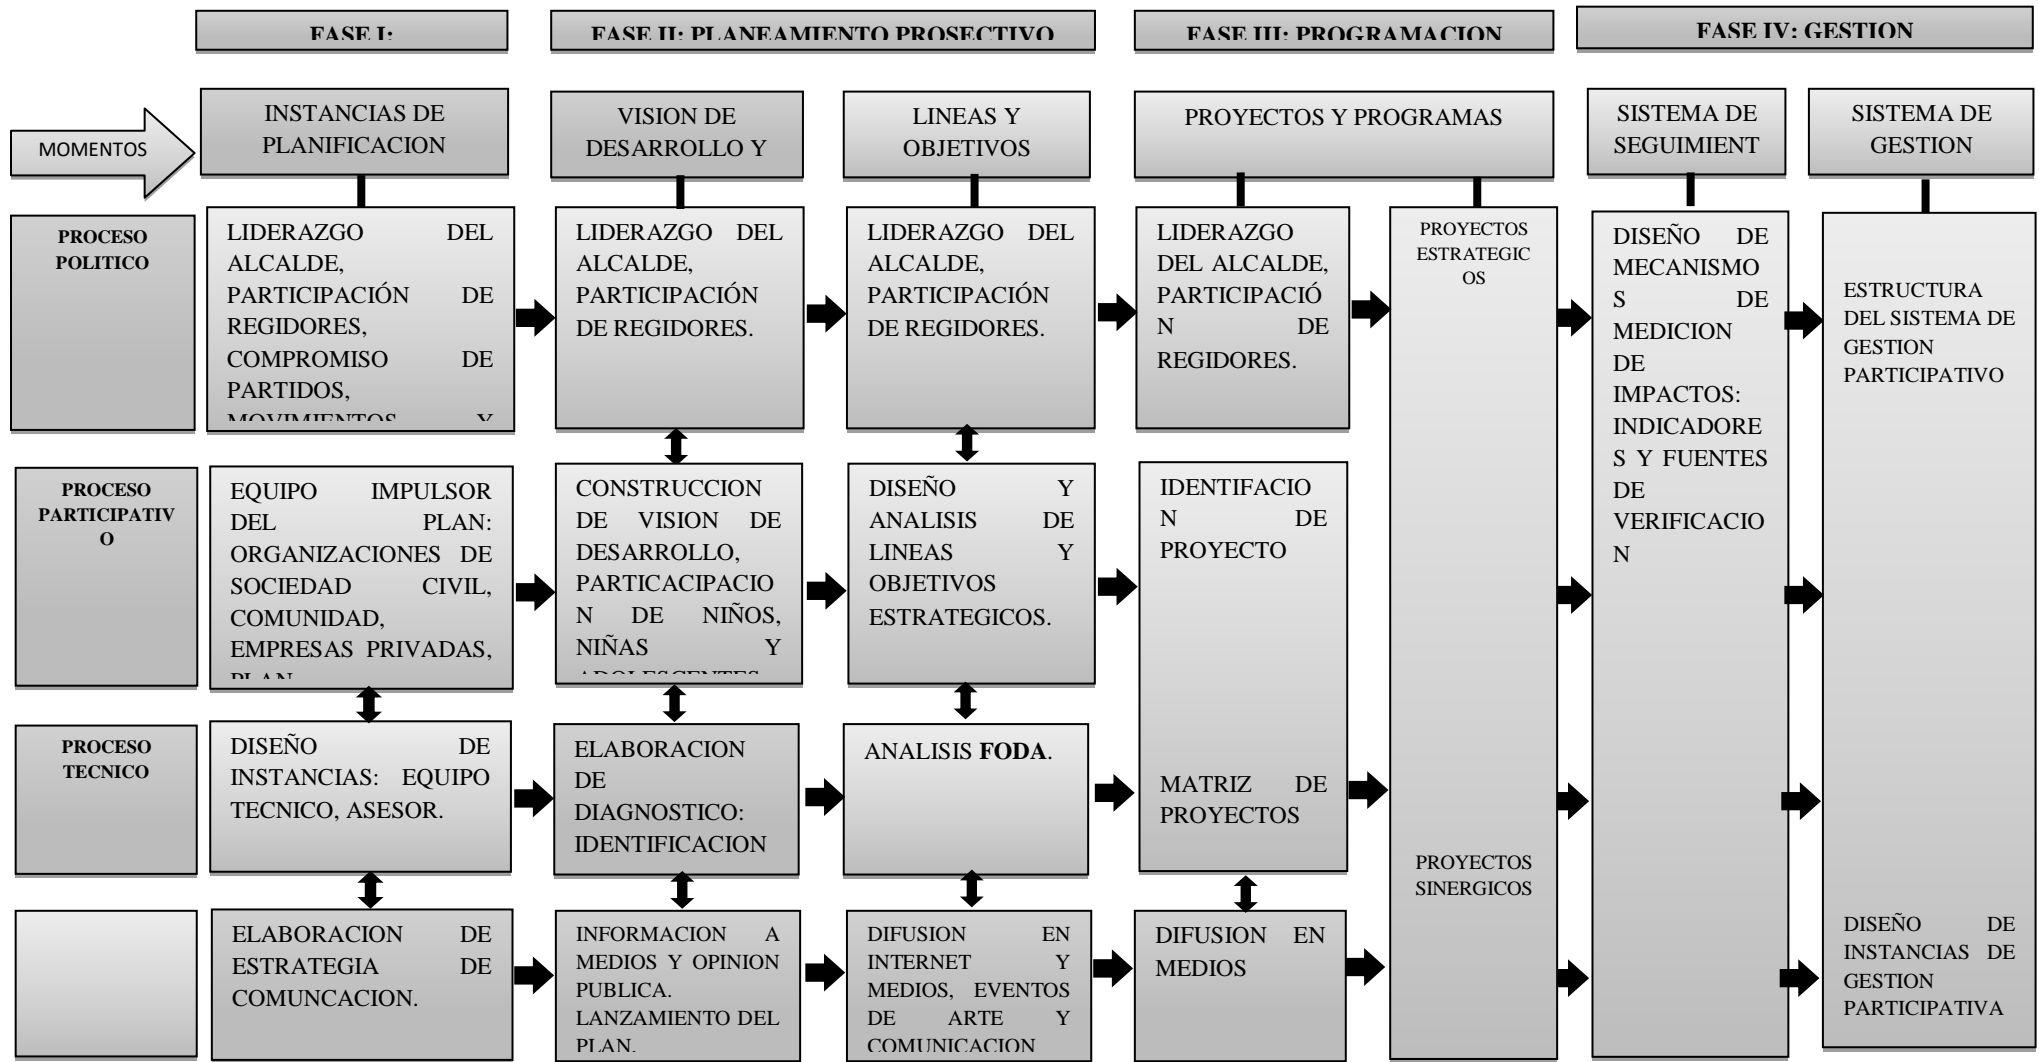 FASE I:
FASE II: PLANEAMIENTO PROSECTIVO
FASE III: PROGRAMACION
FASE IV: GESTION
MOMENTOS
INSTANCIAS DE
PLANIFICACION
VISION DE
DESARROLLO Y
LINEAS Y
OBJETIVOS
PROYECTOS Y PROGRAMAS
SISTEMA DE
SEGUIMIENT
SISTEMA DE
GESTION
PROCESO
POLITICO
LIDERAZGO DEL
ALCALDE,
PARTICIPACIÓN DE
REGIDORES,
COMPROMISO DE
PARTIDOS,
MOVIMIENTOS Y
LIDERAZGO DEL
ALCALDE,
PARTICIPACIÓN
DE REGIDORES.
LIDERAZGO DEL
ALCALDE,
PARTICIPACIÓN
DE REGIDORES.
LIDERAZGO
DEL ALCALDE,
PARTICIPACIÓ
N DE
REGIDORES.
PROYECTOS
ESTRATEGIC
OS
DISEÑO DE
MECANISMO
S DE
MEDICION
DE
IMPACTOS:
INDICADORE
S Y FUENTES
DE
VERIFICACIO
N
ESTRUCTURA
DEL SISTEMA DE
GESTION
PARTICIPATIVO
PROCESO
PARTICIPATIV
O
EQUIPO IMPULSOR
DEL PLAN:
ORGANIZACIONES DE
SOCIEDAD CIVIL,
COMUNIDAD,
EMPRESAS PRIVADAS,
PLAN
CONSTRUCCION
DE VISION DE
DESARROLLO,
PARTICACIPACIO
N DE NIÑOS,
NIÑAS Y
ADOLESCENTES
DISEÑO Y
ANALISIS DE
LINEAS Y
OBJETIVOS
ESTRATEGICOS.
IDENTIFACIO
N DE
PROYECTO
PROCESO
TECNICO
DISEÑO DE
INSTANCIAS: EQUIPO
TECNICO, ASESOR.
ELABORACION
DE
DIAGNOSTICO:
IDENTIFICACION
ANALISIS FODA.
MATRIZ DE
PROYECTOS
PROYECTOS
SINERGICOS
ELABORACION DE
ESTRATEGIA DE
COMUNCACION.
INFORMACION A
MEDIOS Y OPINION
PUBLICA.
LANZAMIENTO DEL
PLAN.
DIFUSION EN
INTERNET Y
MEDIOS, EVENTOS
DE ARTE Y
COMUNICACION
DIFUSION EN
MEDIOS
DISEÑO DE
INSTANCIAS DE
GESTION
PARTICIPATIVA